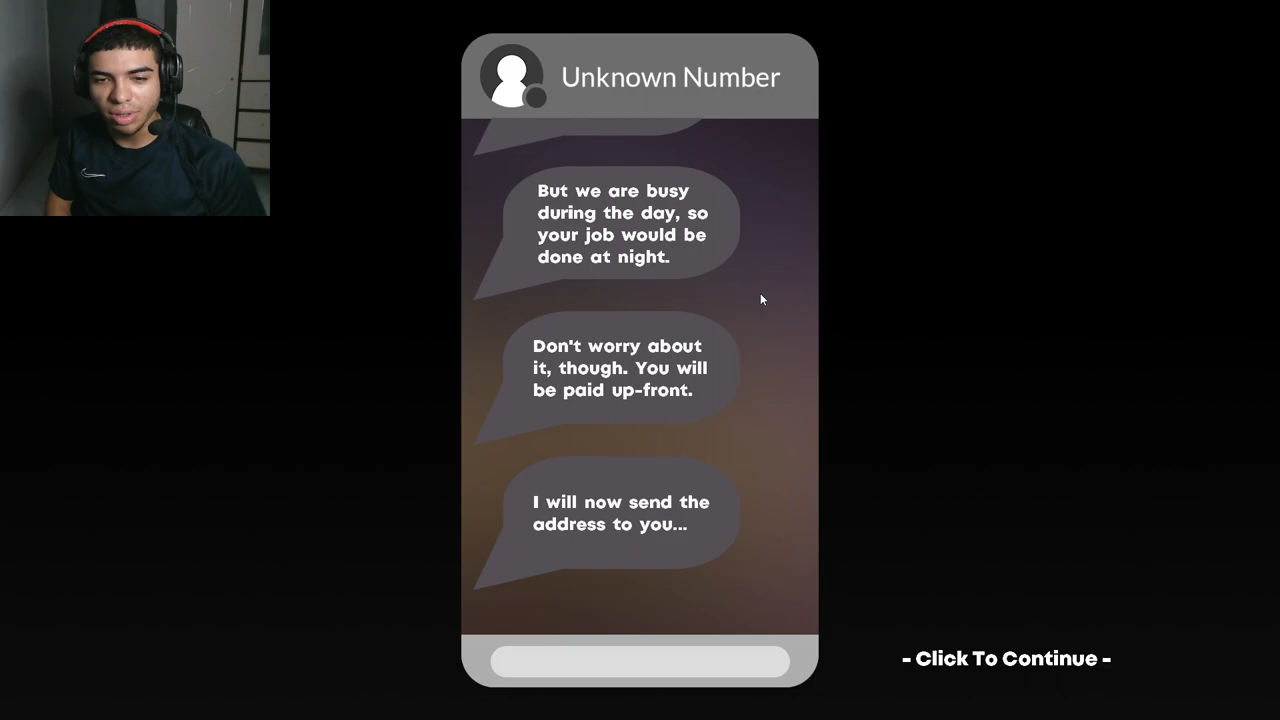 Unknown Number
But we are busy
during the day, so
your job would be
done at night.
Don't worry about
it, though. You will
be paid up-front.
I will now send the
address to you...
- Click To Continue -